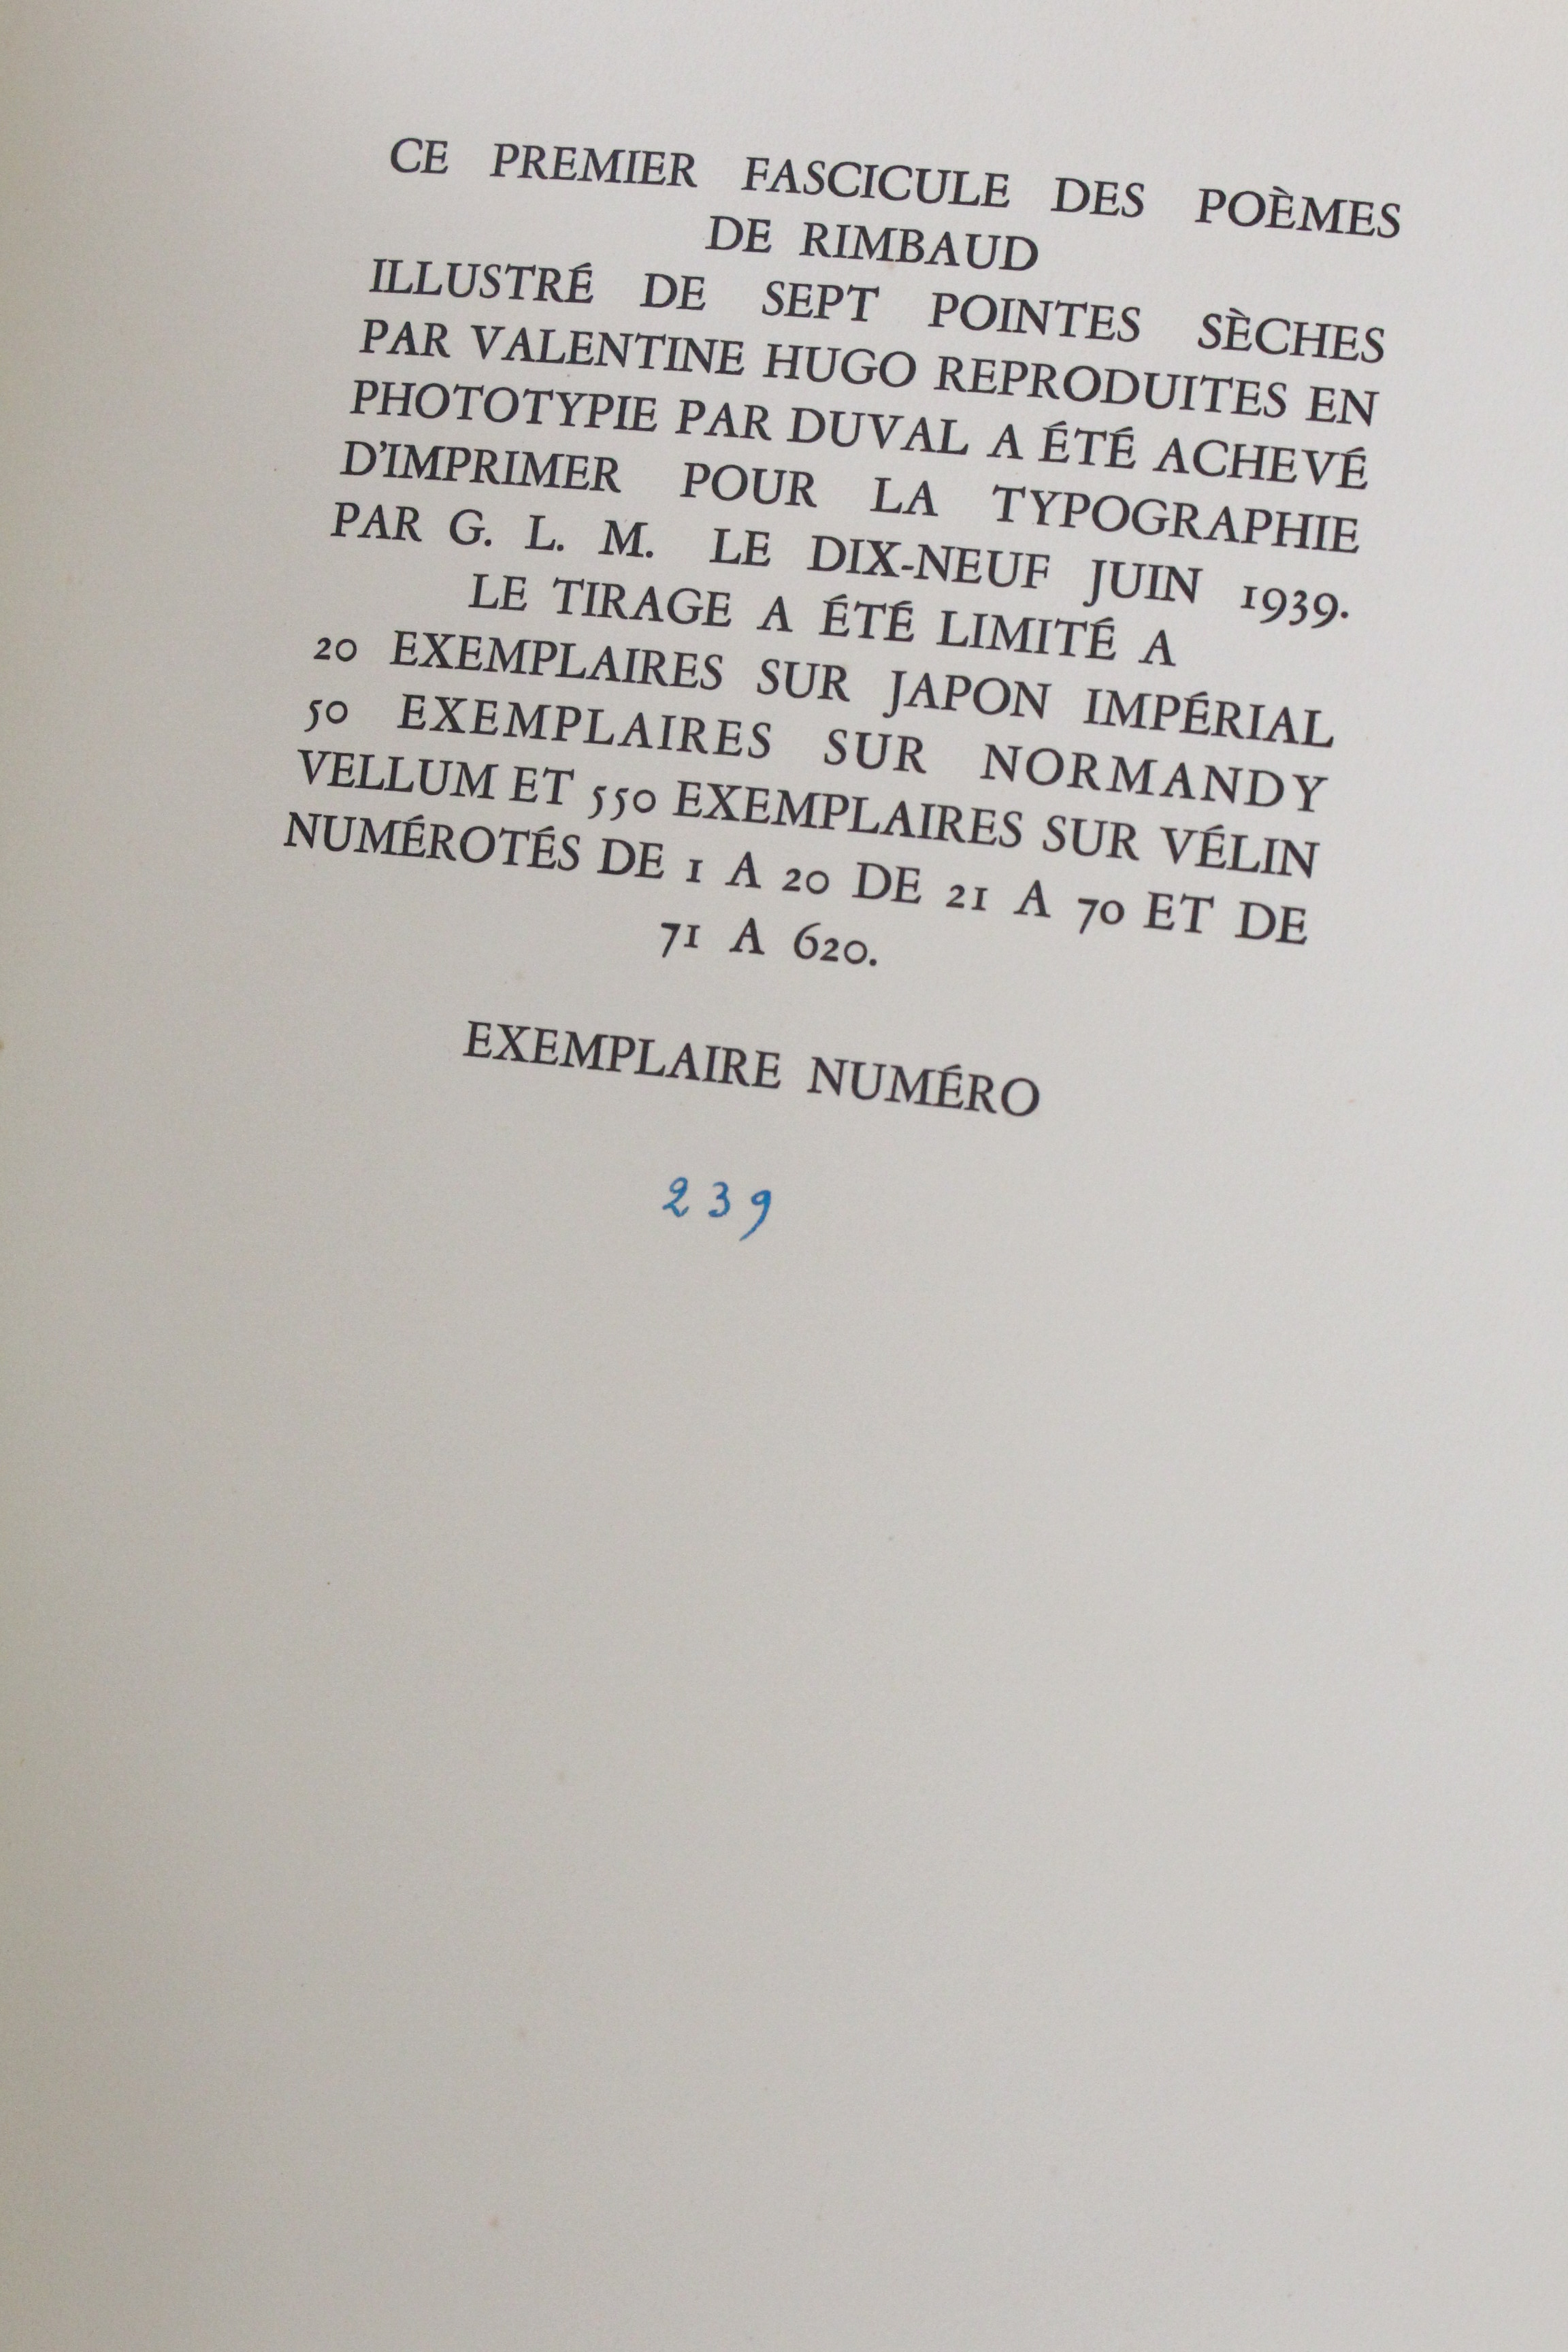 CE PREMIER FASCICULE DES POÈMES
DE RIMBAUD
ILLUSTRÉ DE SEPT POINTES SÈCHES
PAR VALENTINE HUGO REPRODUITES EN
PHOTOTYPIE PAR DUVAL A ÉTÉ ACHEVÉ
D'IMPRIMER POUR LA TYPOGRAPHIE
PAR G. L. M. LE DIX-NEUF JUIN 1939.
LE TIRAGE A ÉTÉ LIMITÉ A
20 EXEMPLAIRES SUR JAPON IMPÉRIAL
50 EXEMPLAIRES SUR NORMANDY
VELLUM ET 550 EXEMPLAIRES SUR VÉLIN
NUMÉROTÉS DE 1 A 20 DE 21 A 70 ET DE
71 A 620.
EXEMPLAIRE NUMÉRO
239